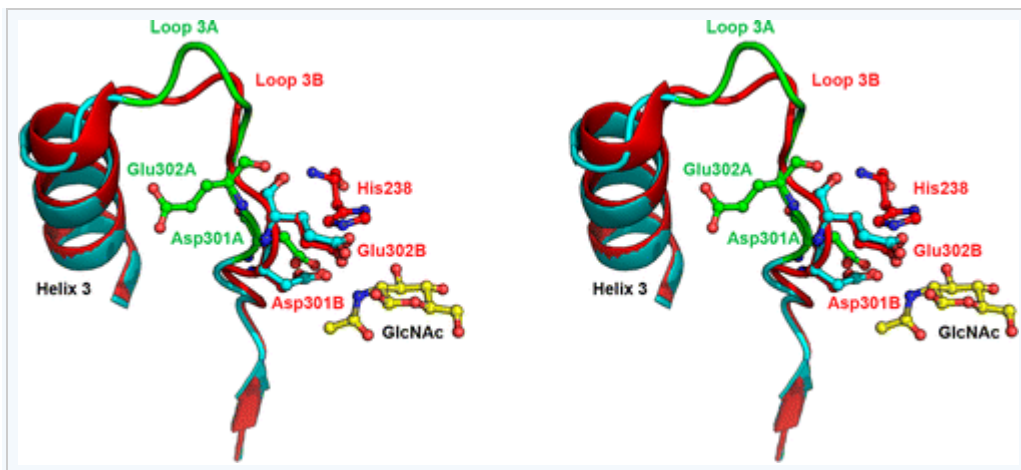 Loop 3A
Loop 3B
Glu302A
His238
Asp301A
Glu302B
Helix 3
Asp301B
GlcNAc
Loop 3A
Loop 3B
Glu302A
His238
Asp301A
Glu302B
Helix 3
Asp301B
GlcNAc